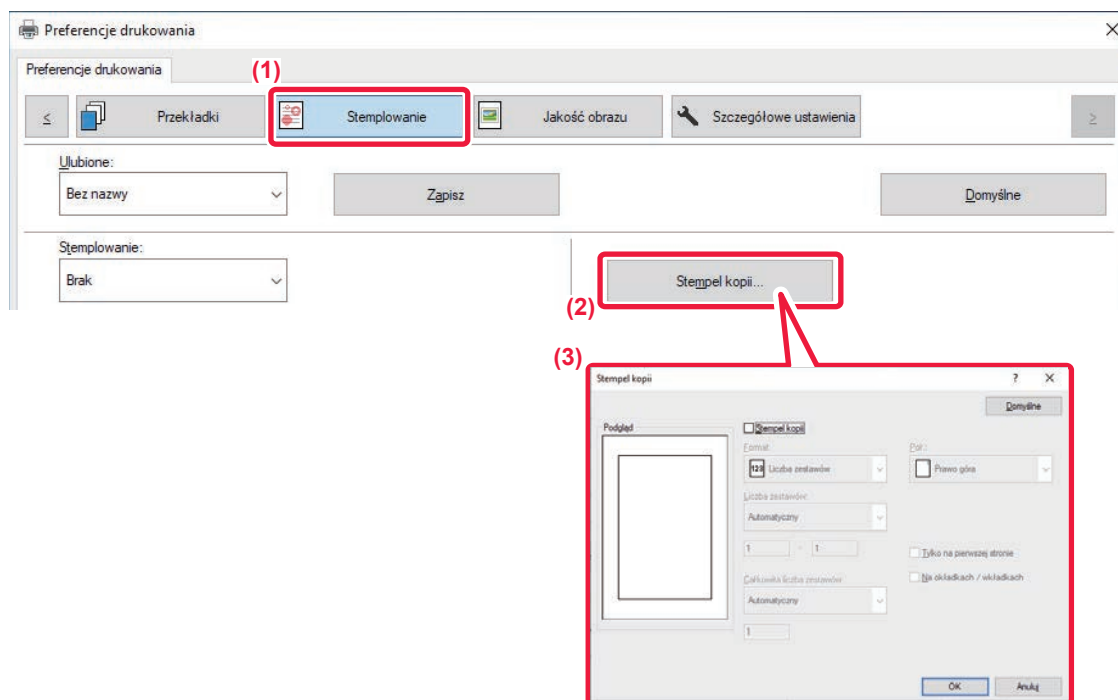 Preferencje drukowania
Preferencje drukowania
(1)
< Przekładki Stemplowanie Jakość obrazu Szczegółowe ustawienia >
Ulubione:
Bez nazwy Zapisz Domyślne
Stemplowanie:
Brak Stempel kopii...
(2)
(3)
Stempel kopii ? X
Domyślne
Podgląd Stempel kopii
Format: Poł.:
123 Liczba zestawów Prawo góra
Liczba zestawów:
Automatyczny
1 - 1 Tylko na pierwszej stronie
Całkowita liczba zestawów: Na okładkach / wkładkach
Automatyczny
1
OK Anuluj